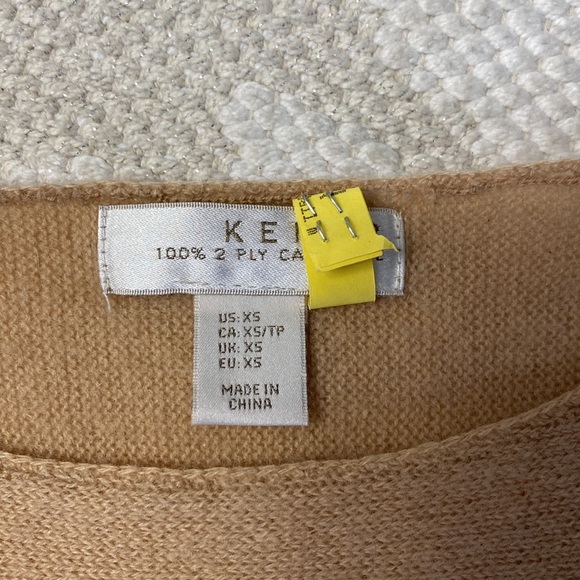 KE
100% 2 PLY CA
US: XS
CA: XS/TP
UK: XS
EU: XS
MADE IN
CHINA